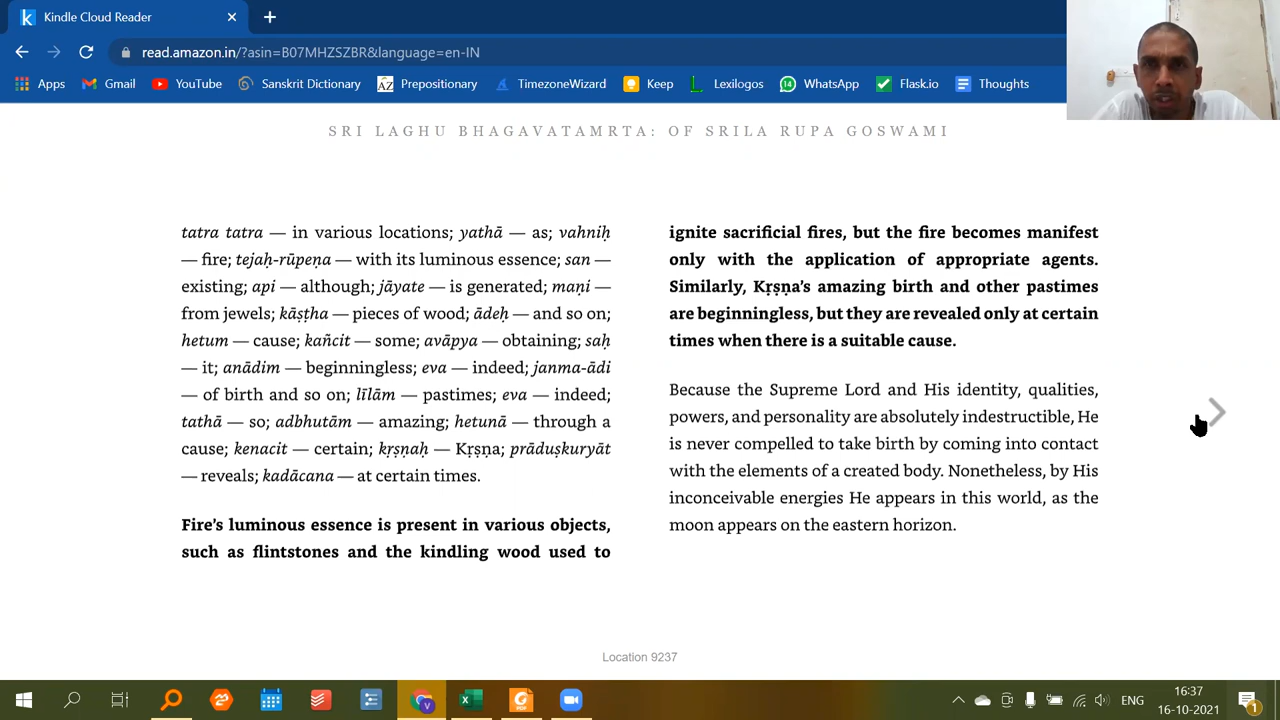 Kindle Cloud Reader
read.amazon.in/?asin=B07MHZSZBR&language=en-IN
Apps Gmail YouTube Sanskrit Dictionary Prepositionary TimezoneWizard Keep Lexilogos WhatsApp Flask.io Thoughts
SRI LAGHU BHAGAVATAMRTA: OF SRILA RUPA GOSWAMI
tatra tatra — in various locations; yathā — as; vahniḥ
— fire; tejaḥ-rūpeṇa — with its luminous essence; san —
existing; api — although; jāyate — is generated; maṇi —
from jewels; kāṣṭha — pieces of wood; ādeḥ — and so on;
hetum — cause; kañcit — some; avāpya — obtaining; saḥ
— it; anādim — beginningless; eva — indeed; janma-ādi
— of birth and so on; līlām — pastimes; eva — indeed;
tathā — so; adbhutām — amazing; hetunā — through a
cause; kenacit — certain; kṛṣṇaḥ — Kṛṣṇa; prāduṣkuryāt
— reveals; kadācana — at certain times.
Fire's luminous essence is present in various objects,
such as flintstones and the kindling wood used to
ignite sacrificial fires, but the fire becomes manifest
only with the application of appropriate agents.
Similarly, Kṛṣṇa's amazing birth and other pastimes
are beginningless, but they are revealed only at certain
times when there is a suitable cause.
Because the Supreme Lord and His identity, qualities,
powers, and personality are absolutely indestructible, He
is never compelled to take birth by coming into contact
with the elements of a created body. Nonetheless, by His
inconceivable energies He appears in this world, as the
moon appears on the eastern horizon.
Location 9237
ENG
16:37
16-10-2021